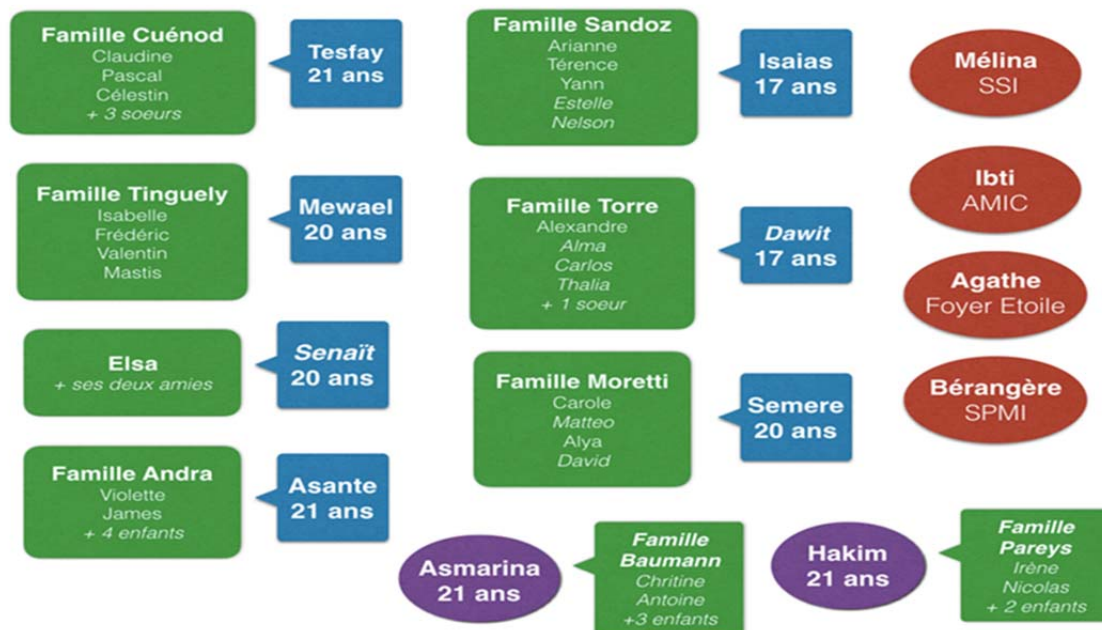 Famille Cuénod
Claudine
Pascal
Célestin
+ 3 soeurs
Tesfay
21 ans
Famille Sandoz
Arianne
Térence
Yann
Estelle
Nelson
Isaias
17 ans
Mélina
SSI
Famille Tinguely
Isabelle
Frédéric
Valentin
Mastis
Mewael
20 ans
Famille Torre
Alexandre
Alma
Carlos
Thalia
+ 1 soeur
Dawit
17 ans
Ibti
AMIC
Agathe
Foyer Etoile
Elsa
+ ses deux amies
Senaït
20 ans
Famille Moretti
Carole
Matteo
Alya
David
Semere
20 ans
Bérangère
SPMI
Famille Andra
Violette
James
+ 4 enfants
Asante
21 ans
Asmarina
21 ans
Famille
Baumann
Chritine
Antoine
+3 enfants
Hakim
21 ans
Famille
Pareys
Irène
Nicolas
+ 2 enfants